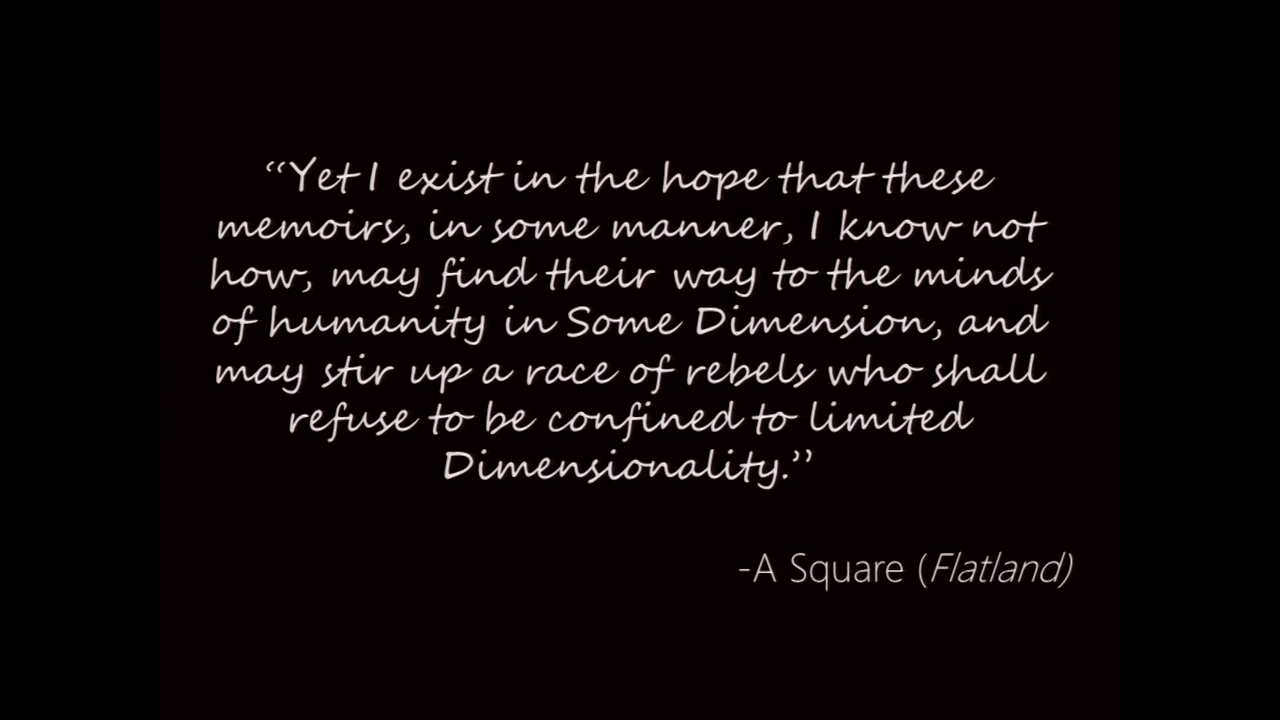 “Yet I exist in the hope that these
memoirs, in some manner, I know not
how, may find their way to the minds
of humanity in Some Dimension, and
may stir up a race of rebels who shall
refuse to be confined to limited
Dimensionality.”
-A Square (Flatland)